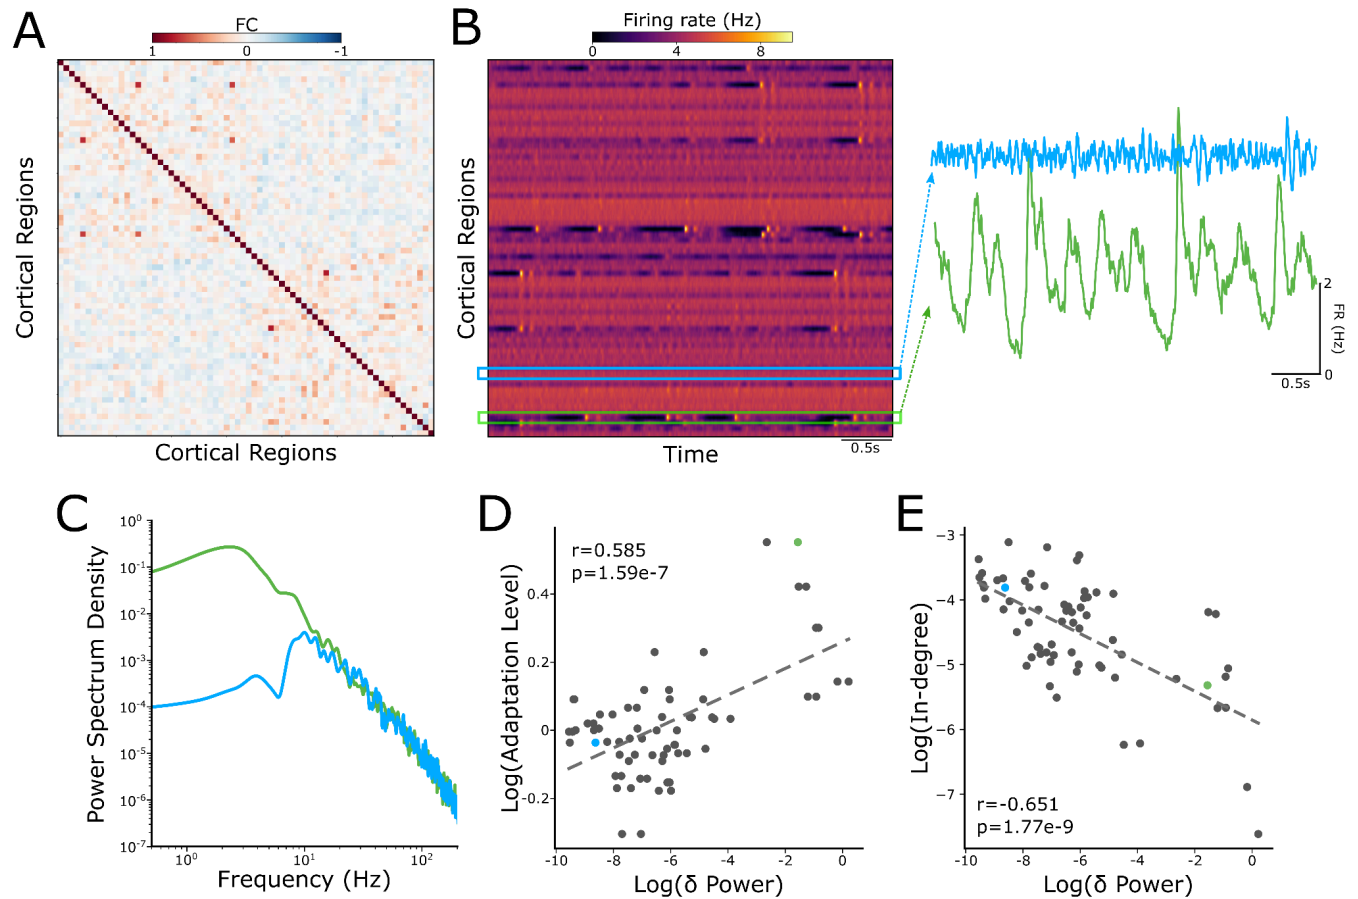 A
FC
1
0
-1
Cortical Regions
Cortical Regions
B
Firing rate (Hz)
0
4
8
Cortical Regions
Time
0.5s
2
FR (Hz)
0
0.5s
C
10⁰
10⁻¹
10⁻²
10⁻³
10⁻⁴
10⁻⁵
10⁻⁶
10⁻⁷
Power Spectrum Density
10⁰
10¹
10²
Frequency (Hz)
D
r=0.585
p=1.59e-7
0.4
0.2
0
-0.2
Log(Adaptation Level)
-10
-8
-6
-4
-2
0
Log(δ Power)
E
−3
−4
−5
−6
−7
Log(In-degree)
r=-0.651
p=1.77e-9
-10
-8
-6
-4
-2
0
Log(δ Power)